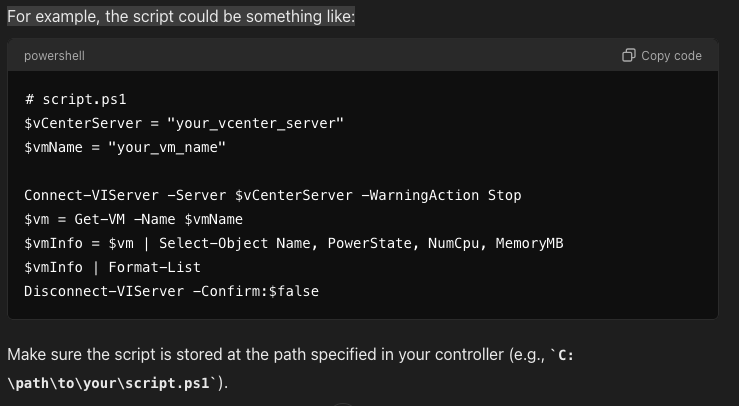 For example, the script could be something like:
powershell
Copy code
# script.ps1
$vCenterServer = "your_vcenter_server"
$vmName = "your_vm_name"
Connect-VIServer -Server $vCenterServer -WarningAction Stop
$vm = Get-VM -Name $vmName
$vmInfo = $vm | Select-Object Name, PowerState, NumCpu, MemoryMB
$vmInfo | Format-List
Disconnect-VIServer -Confirm:$false
Make sure the script is stored at the path specified in your controller (e.g., `C:
\path\to\your\script.ps1`).